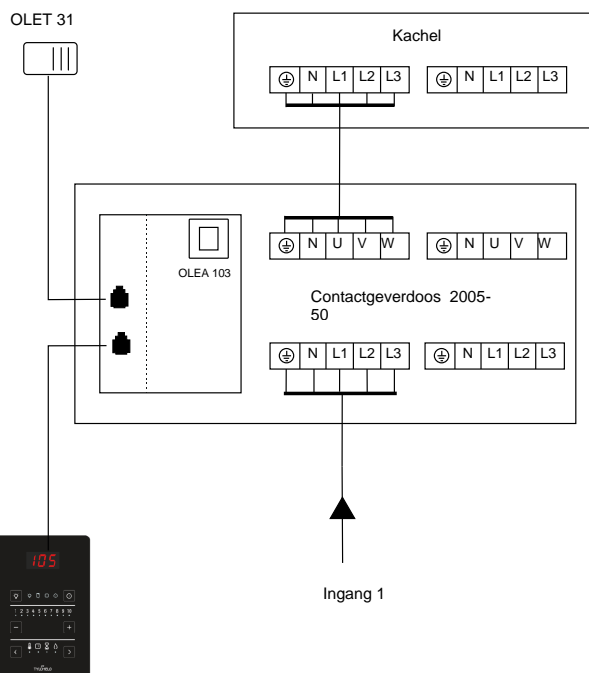 OLET 31
Kachel
N L1 L2 L3
N L1 L2 L3
N U V W
N U V W
OLEA 103
Contactgeverdoos 2005-
50
N L1 L2 L3
N L1 L2 L3
Ingang 1
105
1 2 3 4 5 6 7 8 9 10
- +
< >
TYLÖHELO